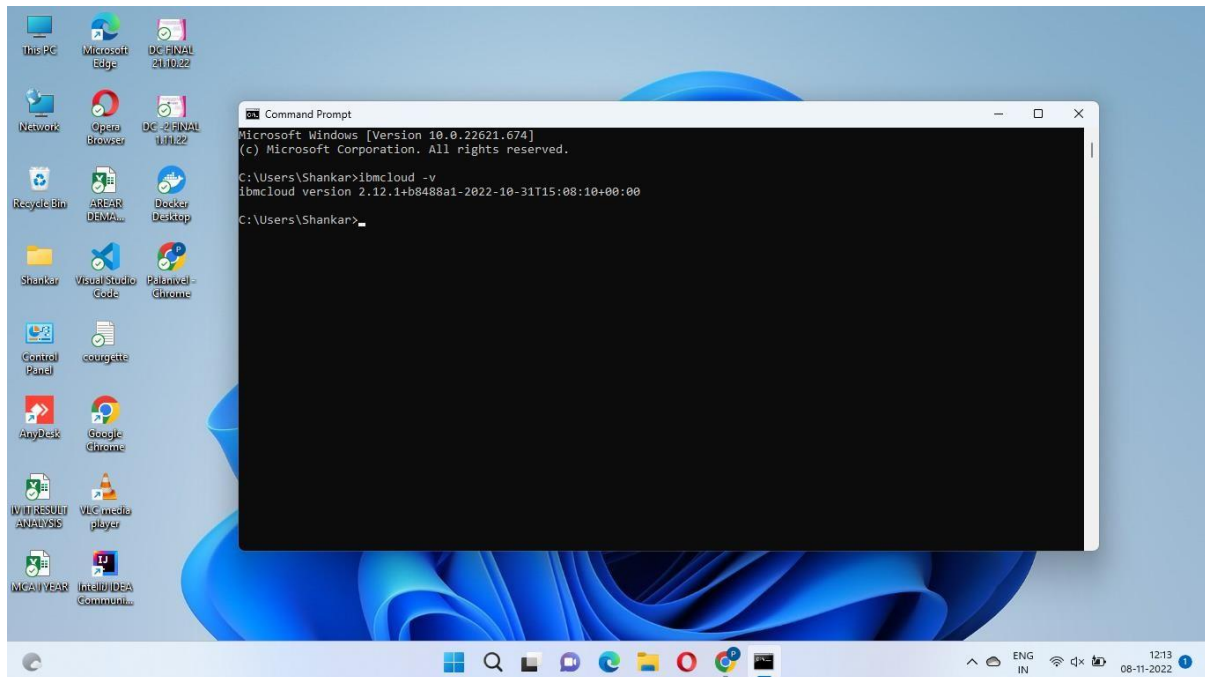 This PC
Microsoft
Edge
DC-FINAL
21.10.22
Network
Opera
Browser
DC -2 FINAL
1.11.22
Recycle Bin
AREAR
DEMA...
Docker
Desktop
Shankar
Visual Studio
Code
Palanivel -
Chrome
Control
Panel
courgette
AnyDesk
Google
Chrome
IV IT RESULT
ANALYSIS
VLC media
player
MCA I YEAR
IntelliJ IDEA
Communi...
Command Prompt
Microsoft Windows [Version 10.0.22621.674]
(c) Microsoft Corporation. All rights reserved.
C:\Users\Shankar>ibmcloud -v
ibmcloud version 2.12.1+b8488a1-2022-10-31T15:08:10+00:00
C:\Users\Shankar>
ENG
IN
12:13
08-11-2022
1